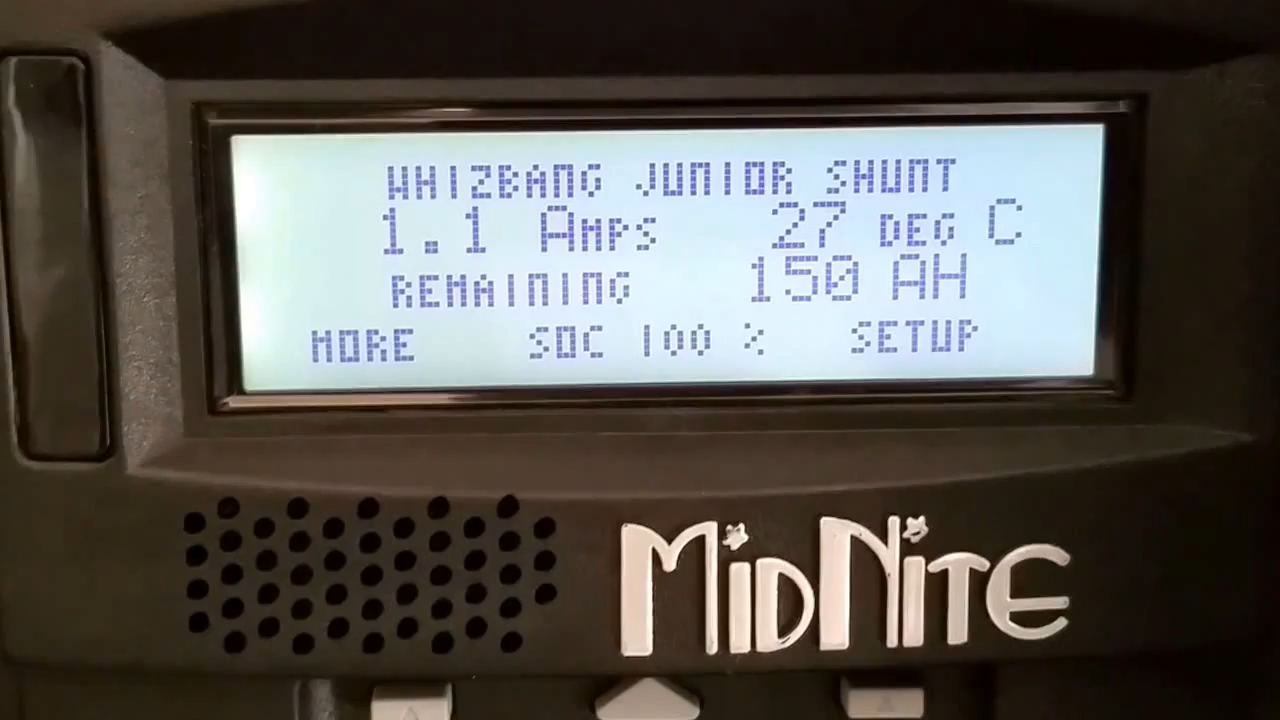 WHIZBANG JUNIOR SHUNT
1.1 AMPS 27 DEG C
REMAINING 150 AH
MORE SOC 100 % SETUP
MIDNITE